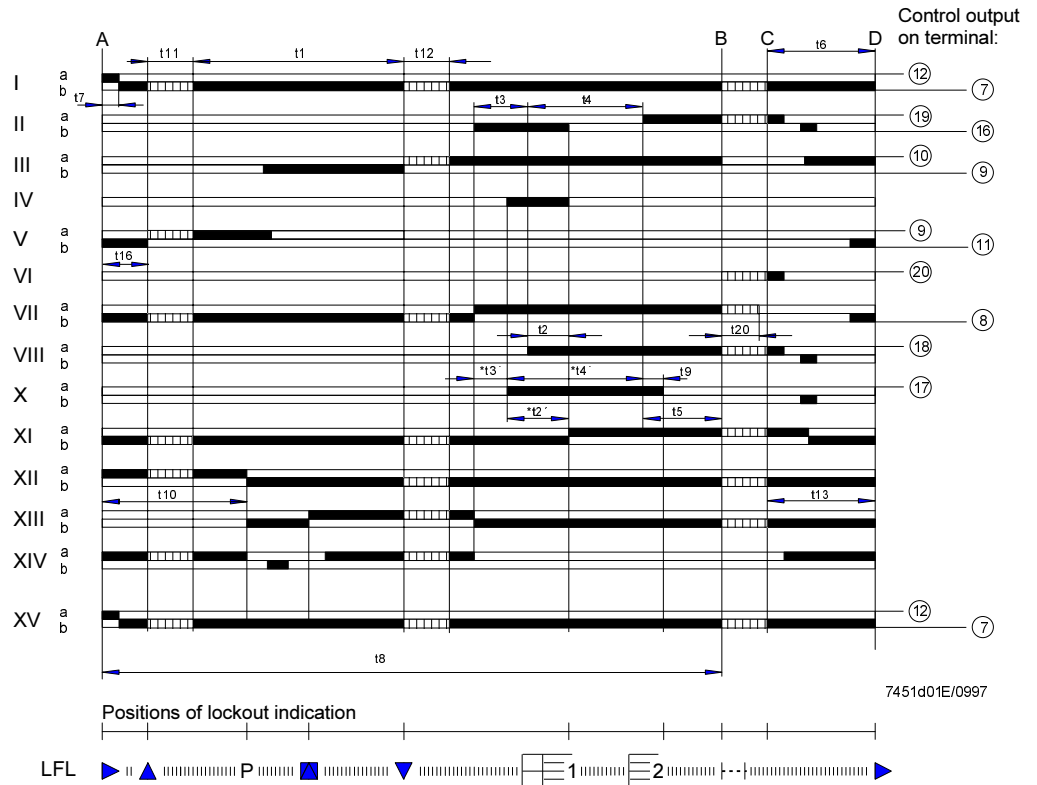 Control output
on terminal:
A B C D
t11 t1 t12 t6
I a b 12 7
t7
t3 t4
II a b 19 16
III a b 10 9
IV
V a b 9 11
t16
VI 20
VII a b 8
t2 t20
VIII a b 18
*t3´ *t4´ t9
X a b 17
*t2´ t5
XI a b
XII a b
t10 t13
XIII a b
XIV a b
XV a b 12 7
t8
7451d01E/0997
Positions of lockout indication
LFL P 1 2